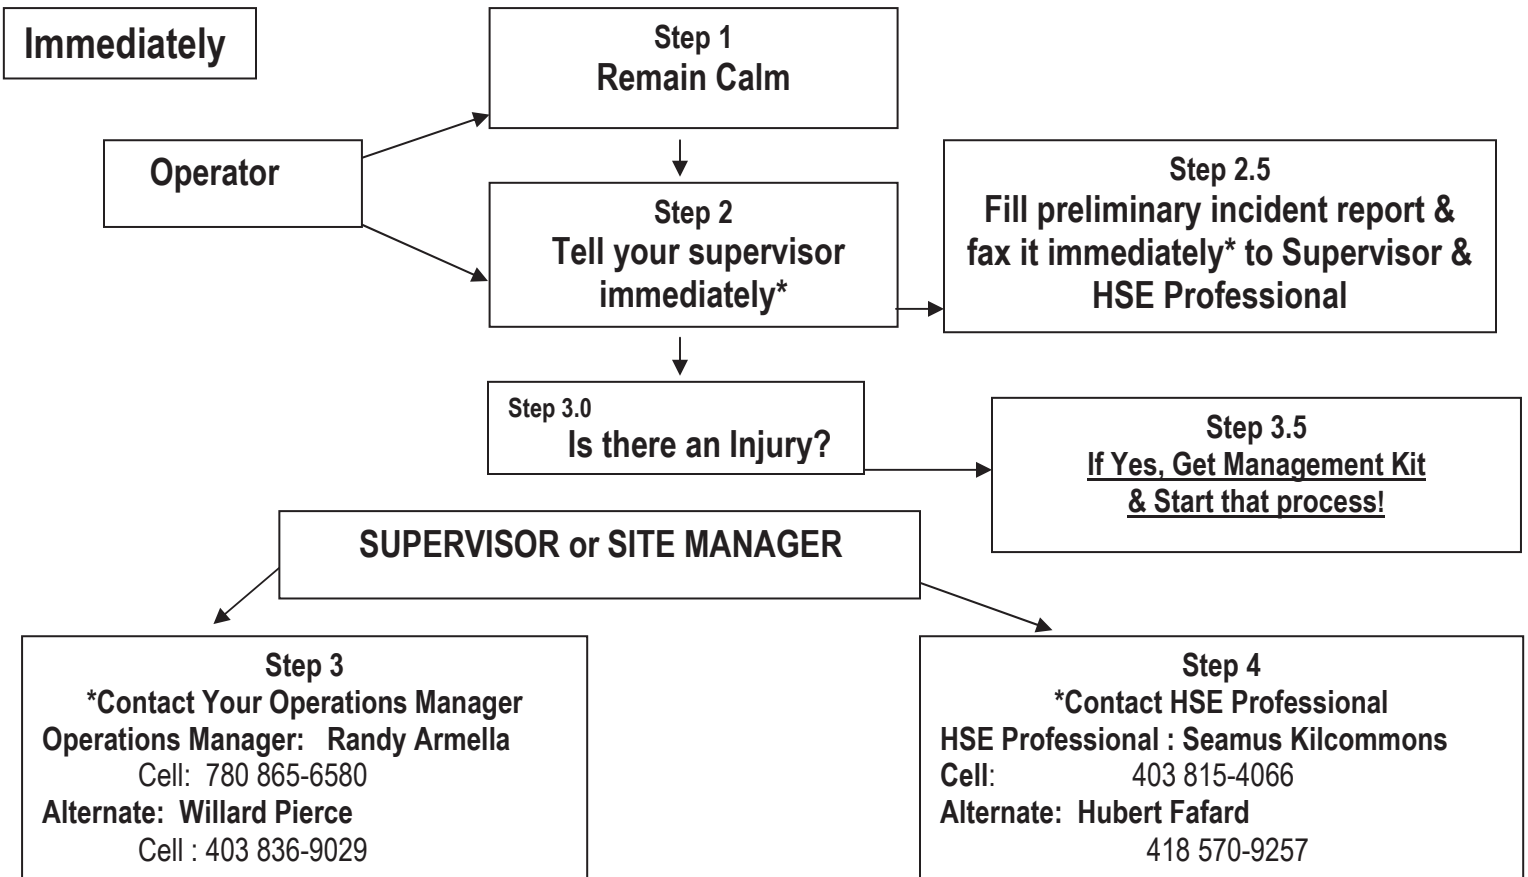 Immediately
Step 1
Remain Calm
Operator
Step 2
Tell your supervisor
immediately*
Step 2.5
Fill preliminary incident report &
fax it immediately* to Supervisor &
HSE Professional
Step 3.0
Is there an Injury?
Step 3.5
If Yes, Get Management Kit
& Start that process!
SUPERVISOR or SITE MANAGER
Step 3
*Contact Your Operations Manager
Operations Manager: Randy Armella
Cell: 780 865-6580
Alternate: Willard Pierce
Cell : 403 836-9029
Step 4
*Contact HSE Professional
HSE Professional : Seamus Kilcommons
Cell: 403 815-4066
Alternate: Hubert Fafard
418 570-9257